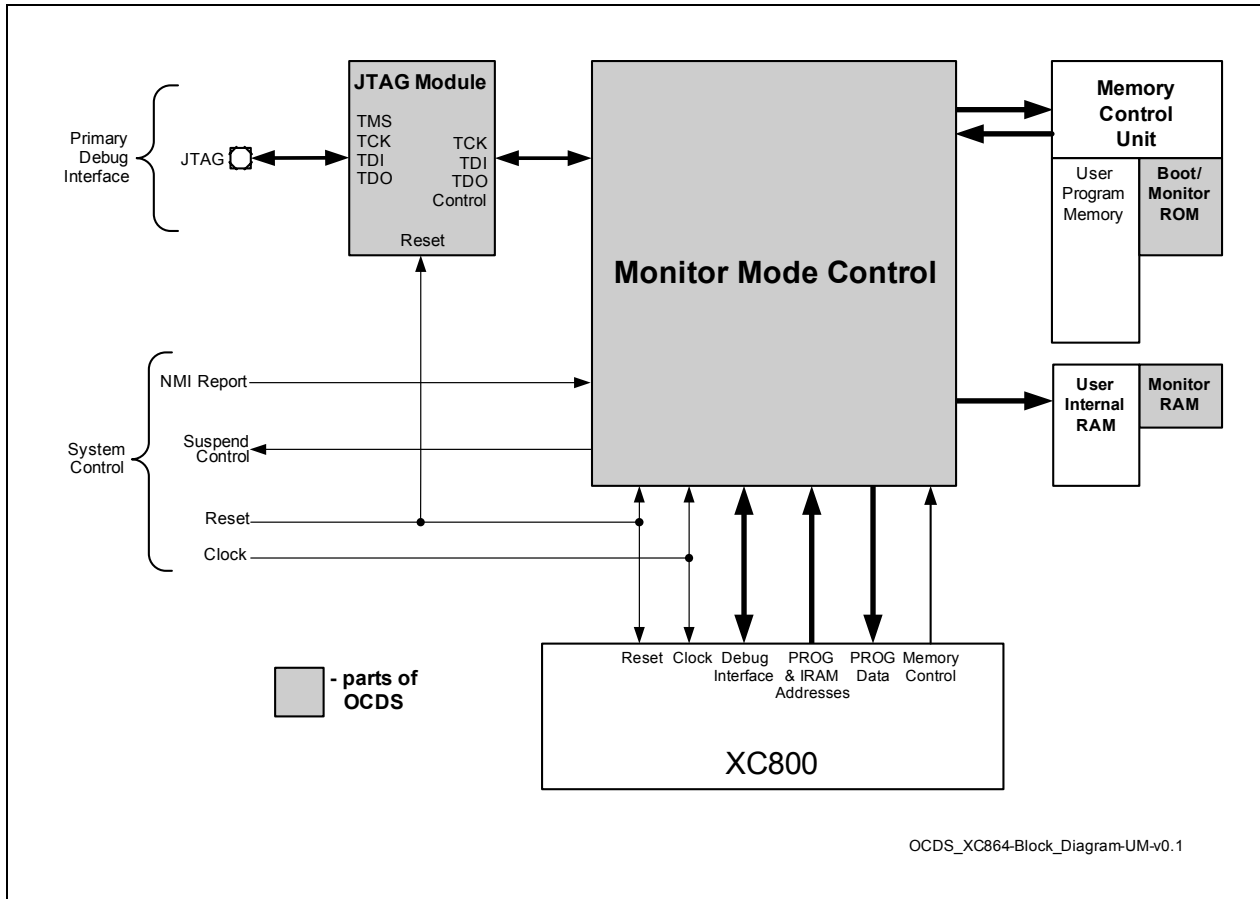 Primary
Debug
Interface
JTAG
JTAG Module
TMS
TCK
TDI
TDO
TCK
TDI
TDO
Control
Reset
Monitor Mode Control
Memory
Control
Unit
User
Program
Memory
Boot/
Monitor
ROM
User
Internal
RAM
Monitor
RAM
System
Control
NMI Report
Suspend
Control
Reset
Clock
Reset
Clock
Debug
Interface
PROG
& IRAM
Addresses
PROG
Data
Memory
Control
XC800
- parts of
OCDS
OCDS_XC864-Block_Diagram-UM-v0.1